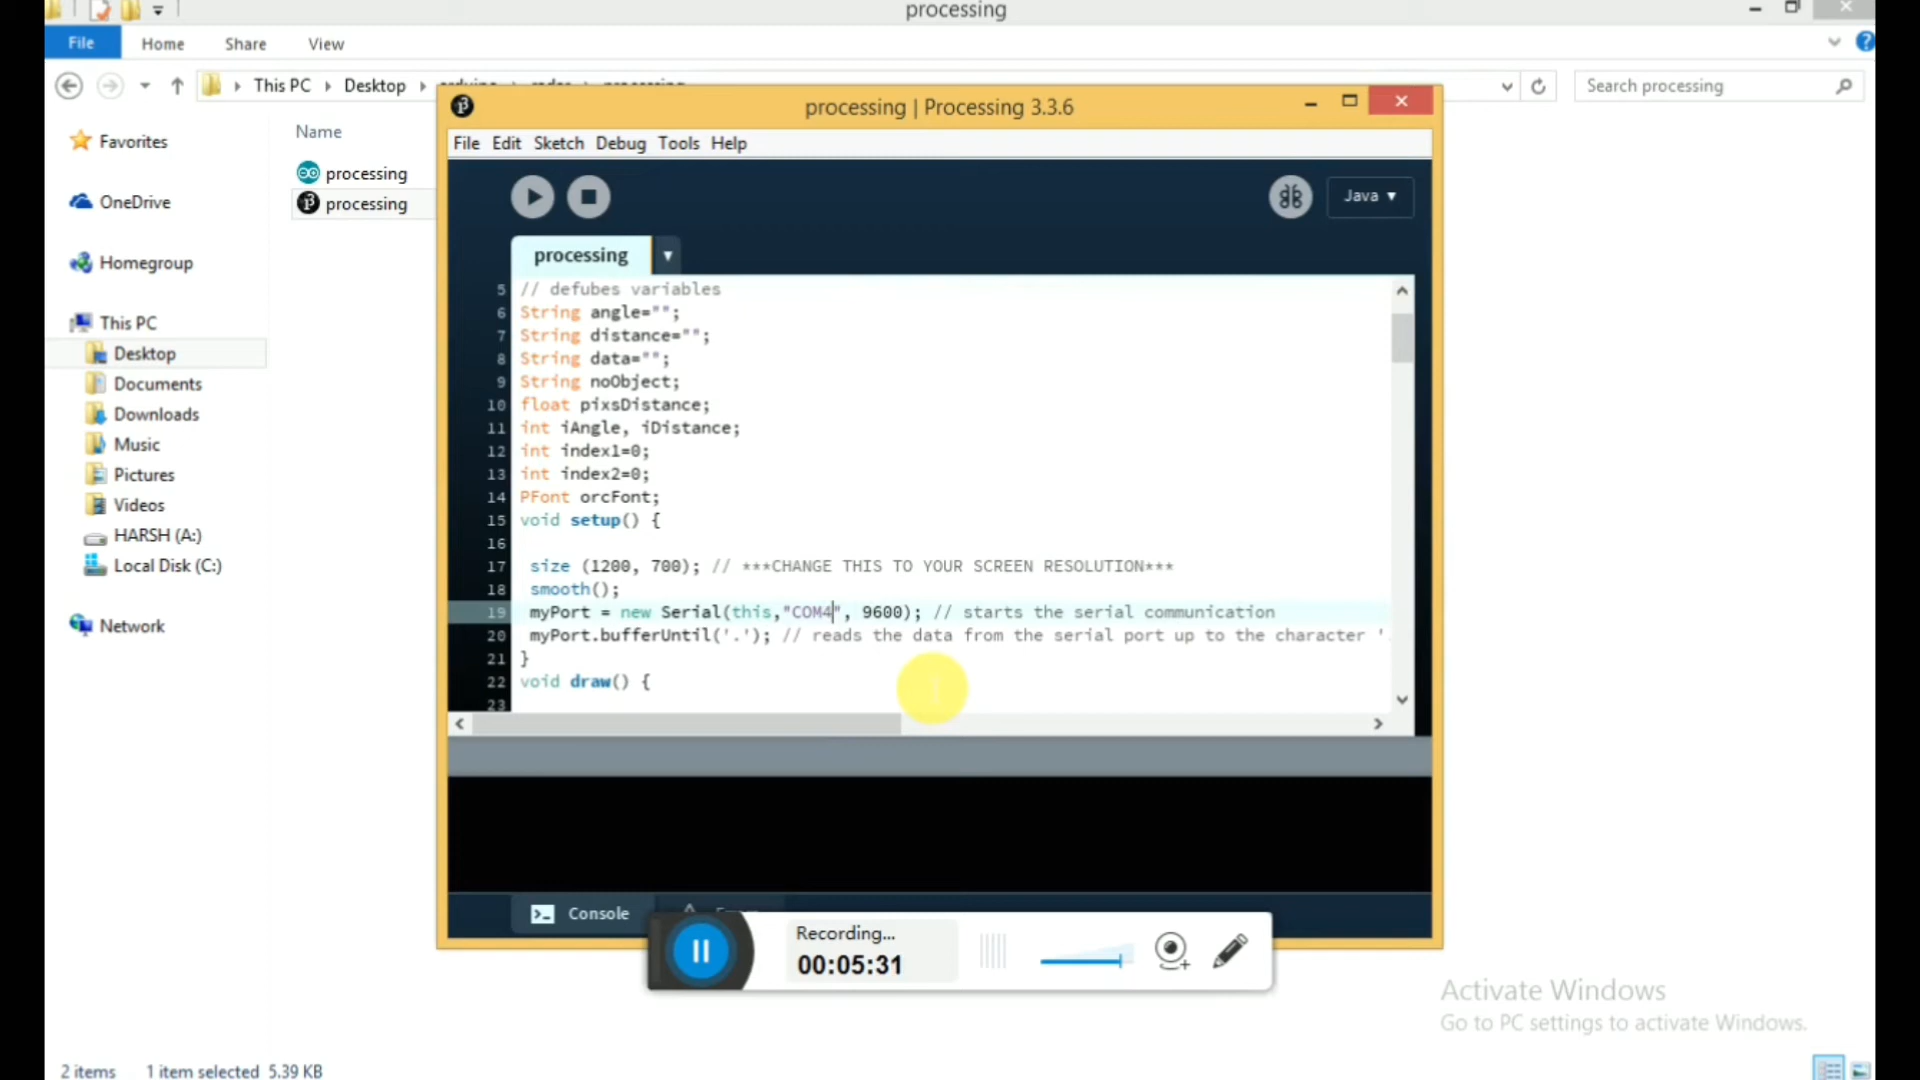 processing
File Home Share View
This PC Desktop
Search processing
Favorites
OneDrive
Homegroup
This PC
Desktop
Documents
Downloads
Music
Pictures
Videos
HARSH (A:)
Local Disk (C:)
Network
Name
processing
processing
processing | Processing 3.3.6
File Edit Sketch Debug Tools Help
Java ▾
processing ▾
5 // defubes variables
6 String angle="";
7 String distance="";
8 String data="";
9 String noObject;
10 float pixsDistance;
11 int iAngle, iDistance;
12 int index1=0;
13 int index2=0;
14 PFont orcFont;
15 void setup() {
16
17 size (1200, 700); // ***CHANGE THIS TO YOUR SCREEN RESOLUTION***
18 smooth();
19 myPort = new Serial(this,"COM4", 9600); // starts the serial communication
20 myPort.bufferUntil('.'); // reads the data from the serial port up to the character '
21 }
22 void draw() {
23
Console
Recording...
00:05:31
Activate Windows
Go to PC settings to activate Windows.
2 items 1 item selected 5.39 KB